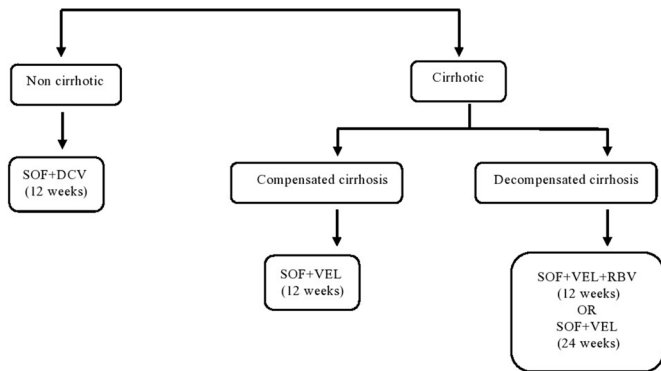 Non cirrhotic
Cirrhotic
SOF+DCV
(12 weeks)
Compensated cirrhosis
Decompensated cirrhosis
SOF+VEL
(12 weeks)
SOF+VEL+RBV
(12 weeks)
OR
SOF+VEL
(24 weeks)